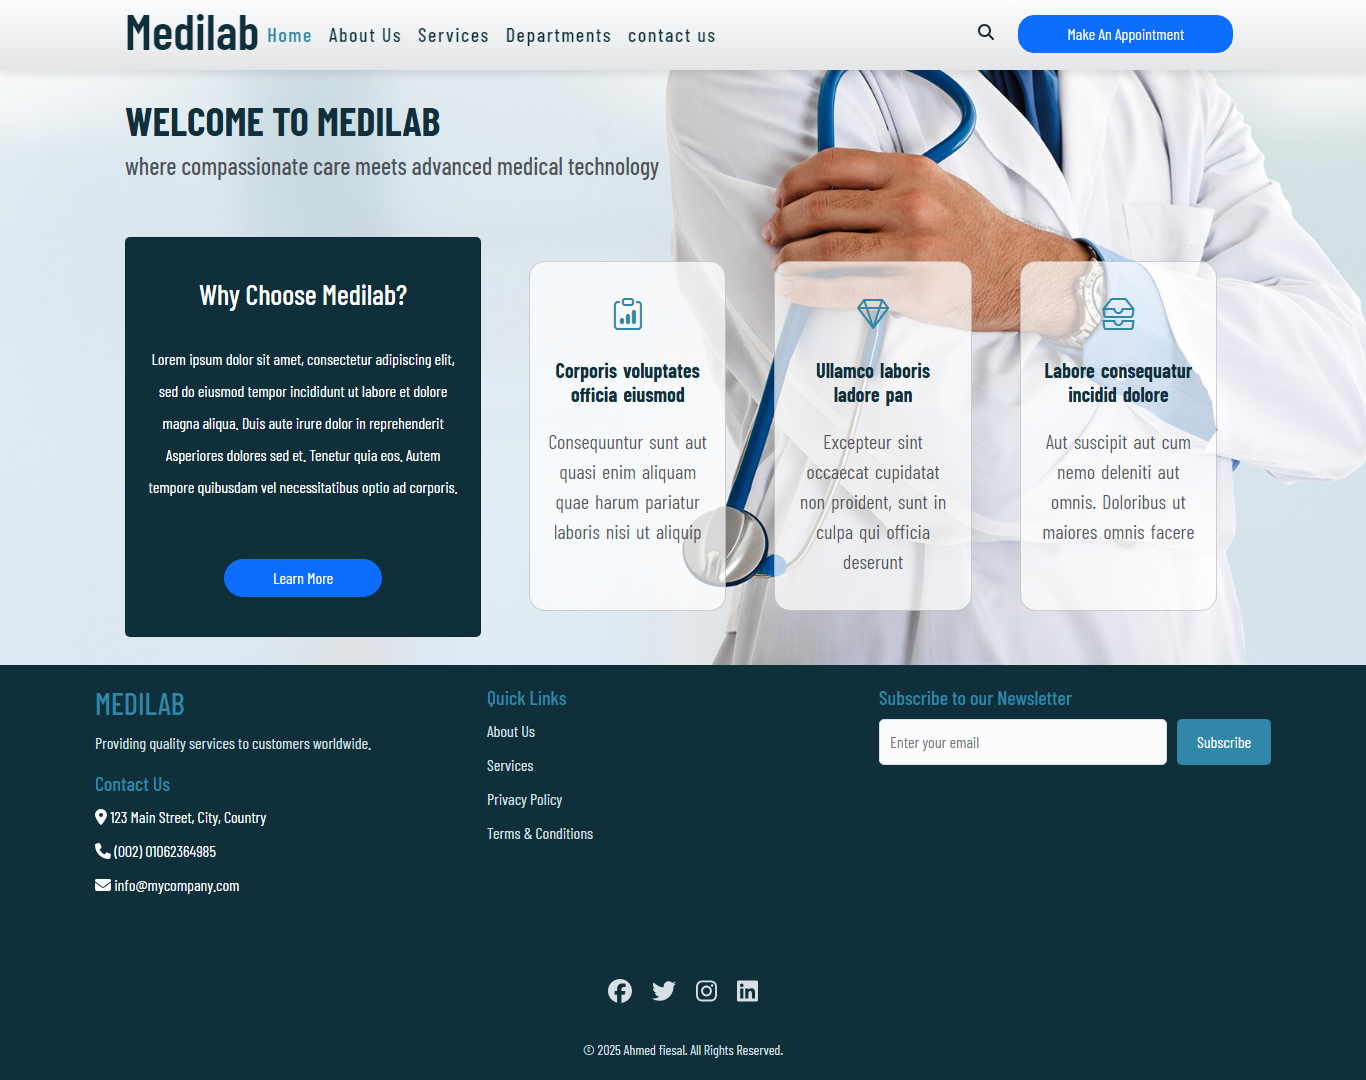 Medilab Home About Us Services Departments contact us Make An Appointment
WELCOME TO MEDILAB
where compassionate care meets advanced medical technology
Why Choose Medilab?
Lorem ipsum dolor sit amet, consectetur adipiscing elit,
sed do eiusmod tempor incididunt ut labore et dolore
magna aliqua. Duis aute irure dolor in reprehenderit
Asperiores dolores sed et. Tenetur quia eos. Autem
tempore quibusdam vel necessitatibus optio ad corporis.
Learn More
Corporis voluptates
officia eiusmod
Consequuntur sunt aut
quasi enim aliquam
quae harum pariatur
laboris nisi ut aliquip
Ullamco laboris
ladore pan
Excepteur sint
occaecat cupidatat
non proident, sunt in
culpa qui officia
deserunt
Labore consequatur
incidid dolore
Aut suscipit aut cum
nemo deleniti aut
omnis. Doloribus ut
maiores omnis facere
MEDILAB
Providing quality services to customers worldwide.
Contact Us
123 Main Street, City, Country
(002) 01062364985
info@mycompany.com
Quick Links
About Us
Services
Privacy Policy
Terms & Conditions
Subscribe to our Newsletter
Enter your email
Subscribe
© 2025 Ahmed fiesal. All Rights Reserved.